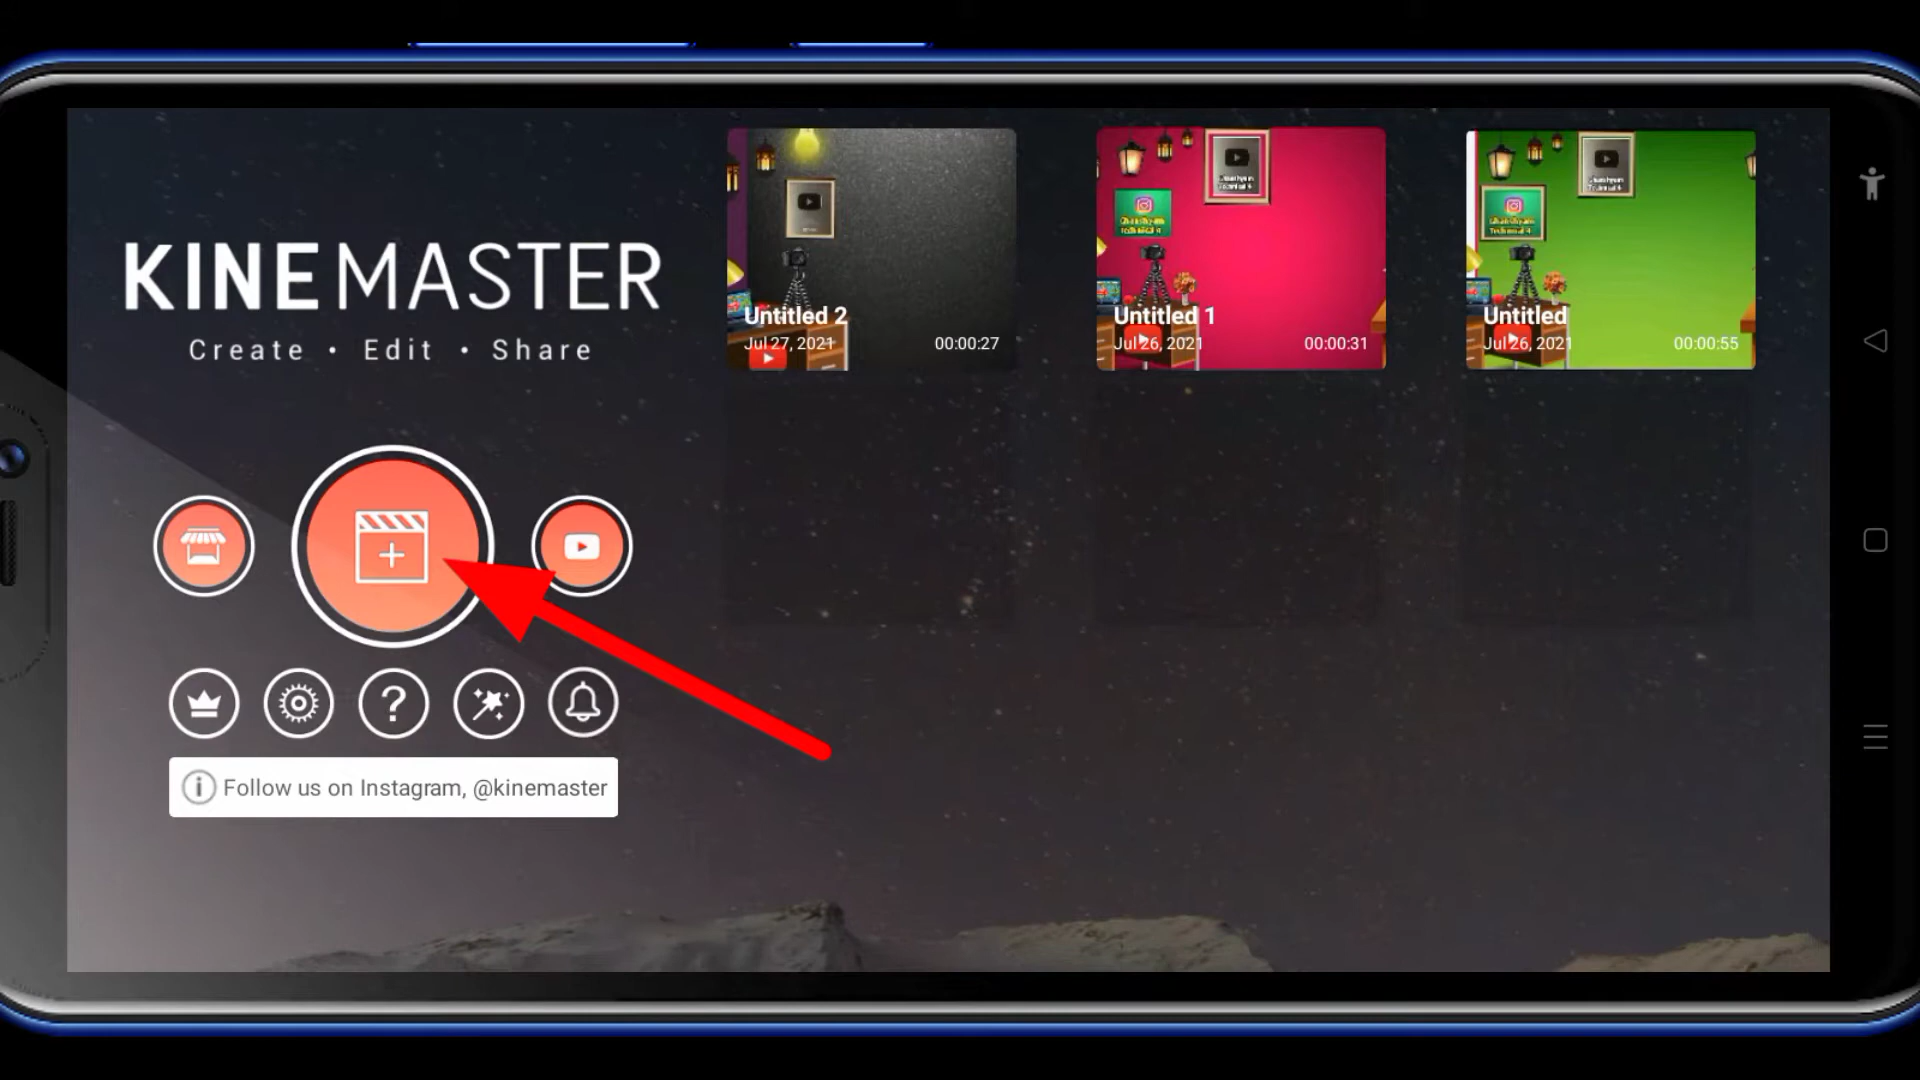 KINEMASTER
Create • Edit • Share
Untitled 2
Jul 27, 2021
00:00:27
Untitled 1
Jul 26, 2021
00:00:31
Untitled
Jul 26, 2021
00:00:55
Follow us on Instagram, @kinemaster